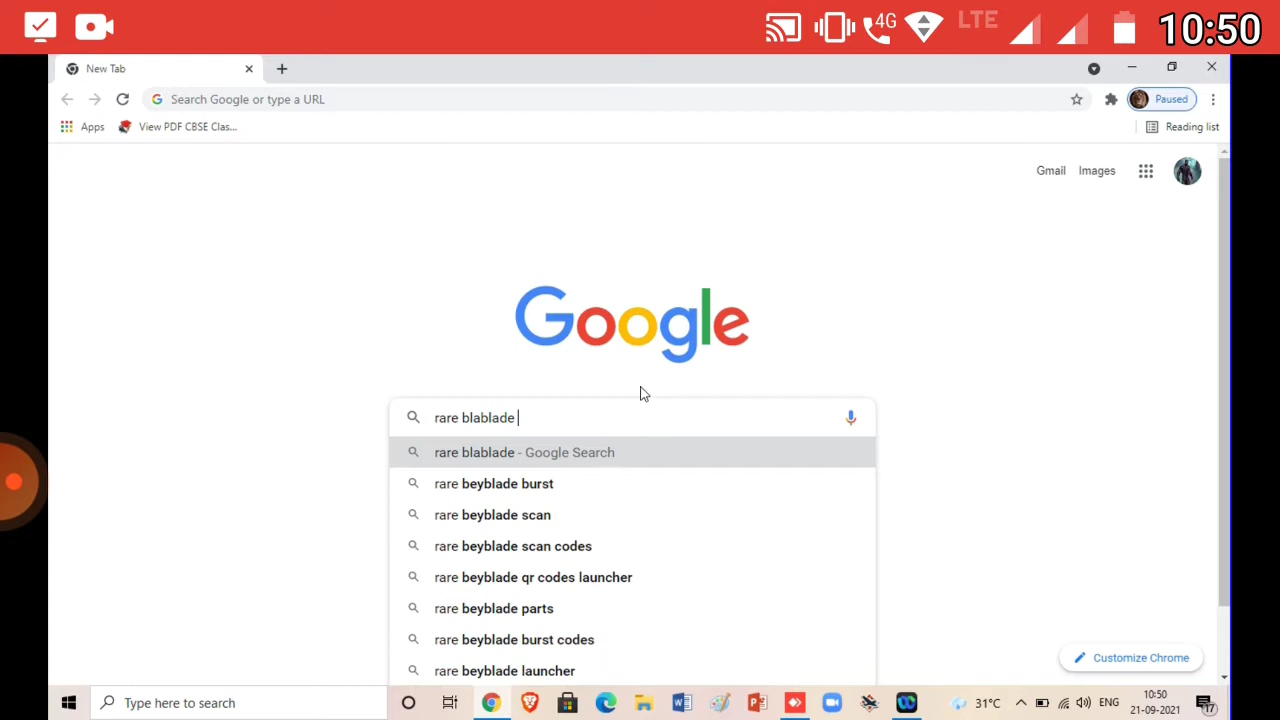 4G
LTE
10:50
New Tab
Search Google or type a URL
Paused
Apps
View PDF CBSE Clas...
Reading list
Gmail
Images
Google
rare blablade
rare blablade - Google Search
rare beyblade burst
rare beyblade scan
rare beyblade scan codes
rare beyblade qr codes launcher
rare beyblade parts
rare beyblade burst codes
rare beyblade launcher
Customize Chrome
Type here to search
31°C
ENG
10:50
21-09-2021
17